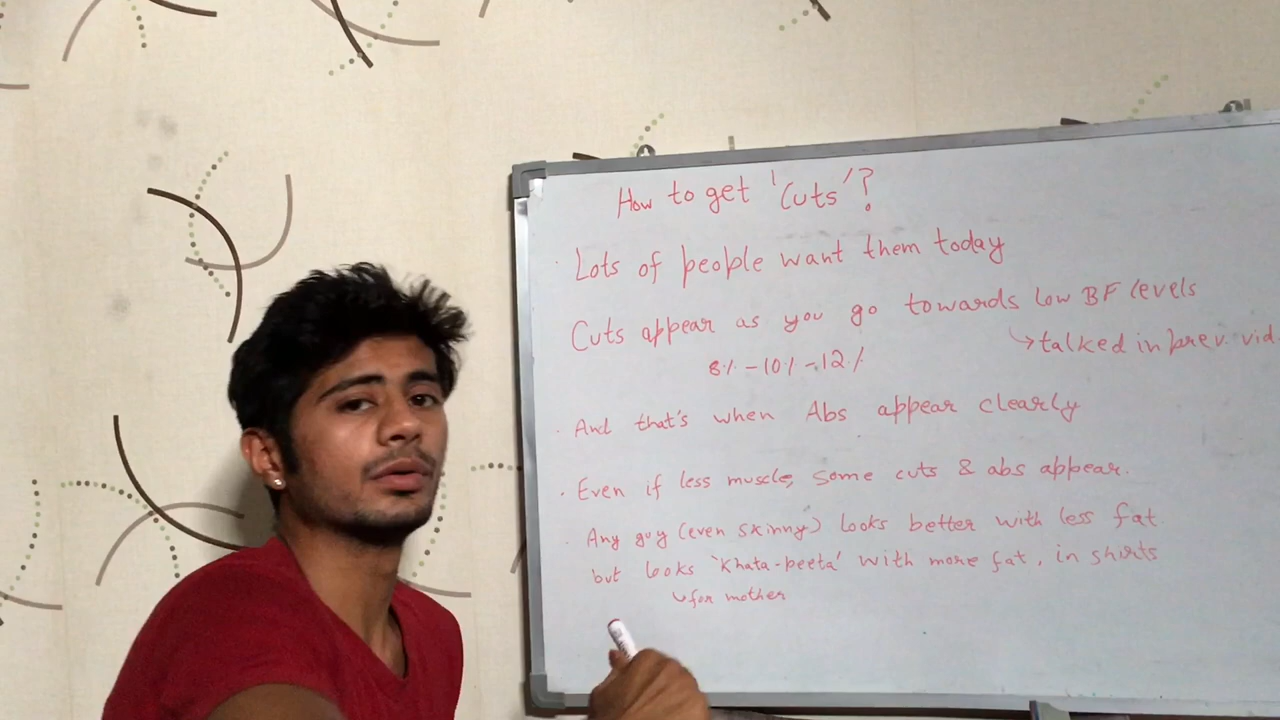 How to get 'Cuts'?
· Lots of people want them today
Cuts appear as you go towards low BF levels
↳ talked in prev. vid.
8% - 10% - 12%
· And that's when Abs appear clearly
· Even if less muscle, some cuts & abs appear.
· Any guy (even skinny) looks better with less fat
but looks 'Khata-peeta' with more fat, in shirts
↳ for mother